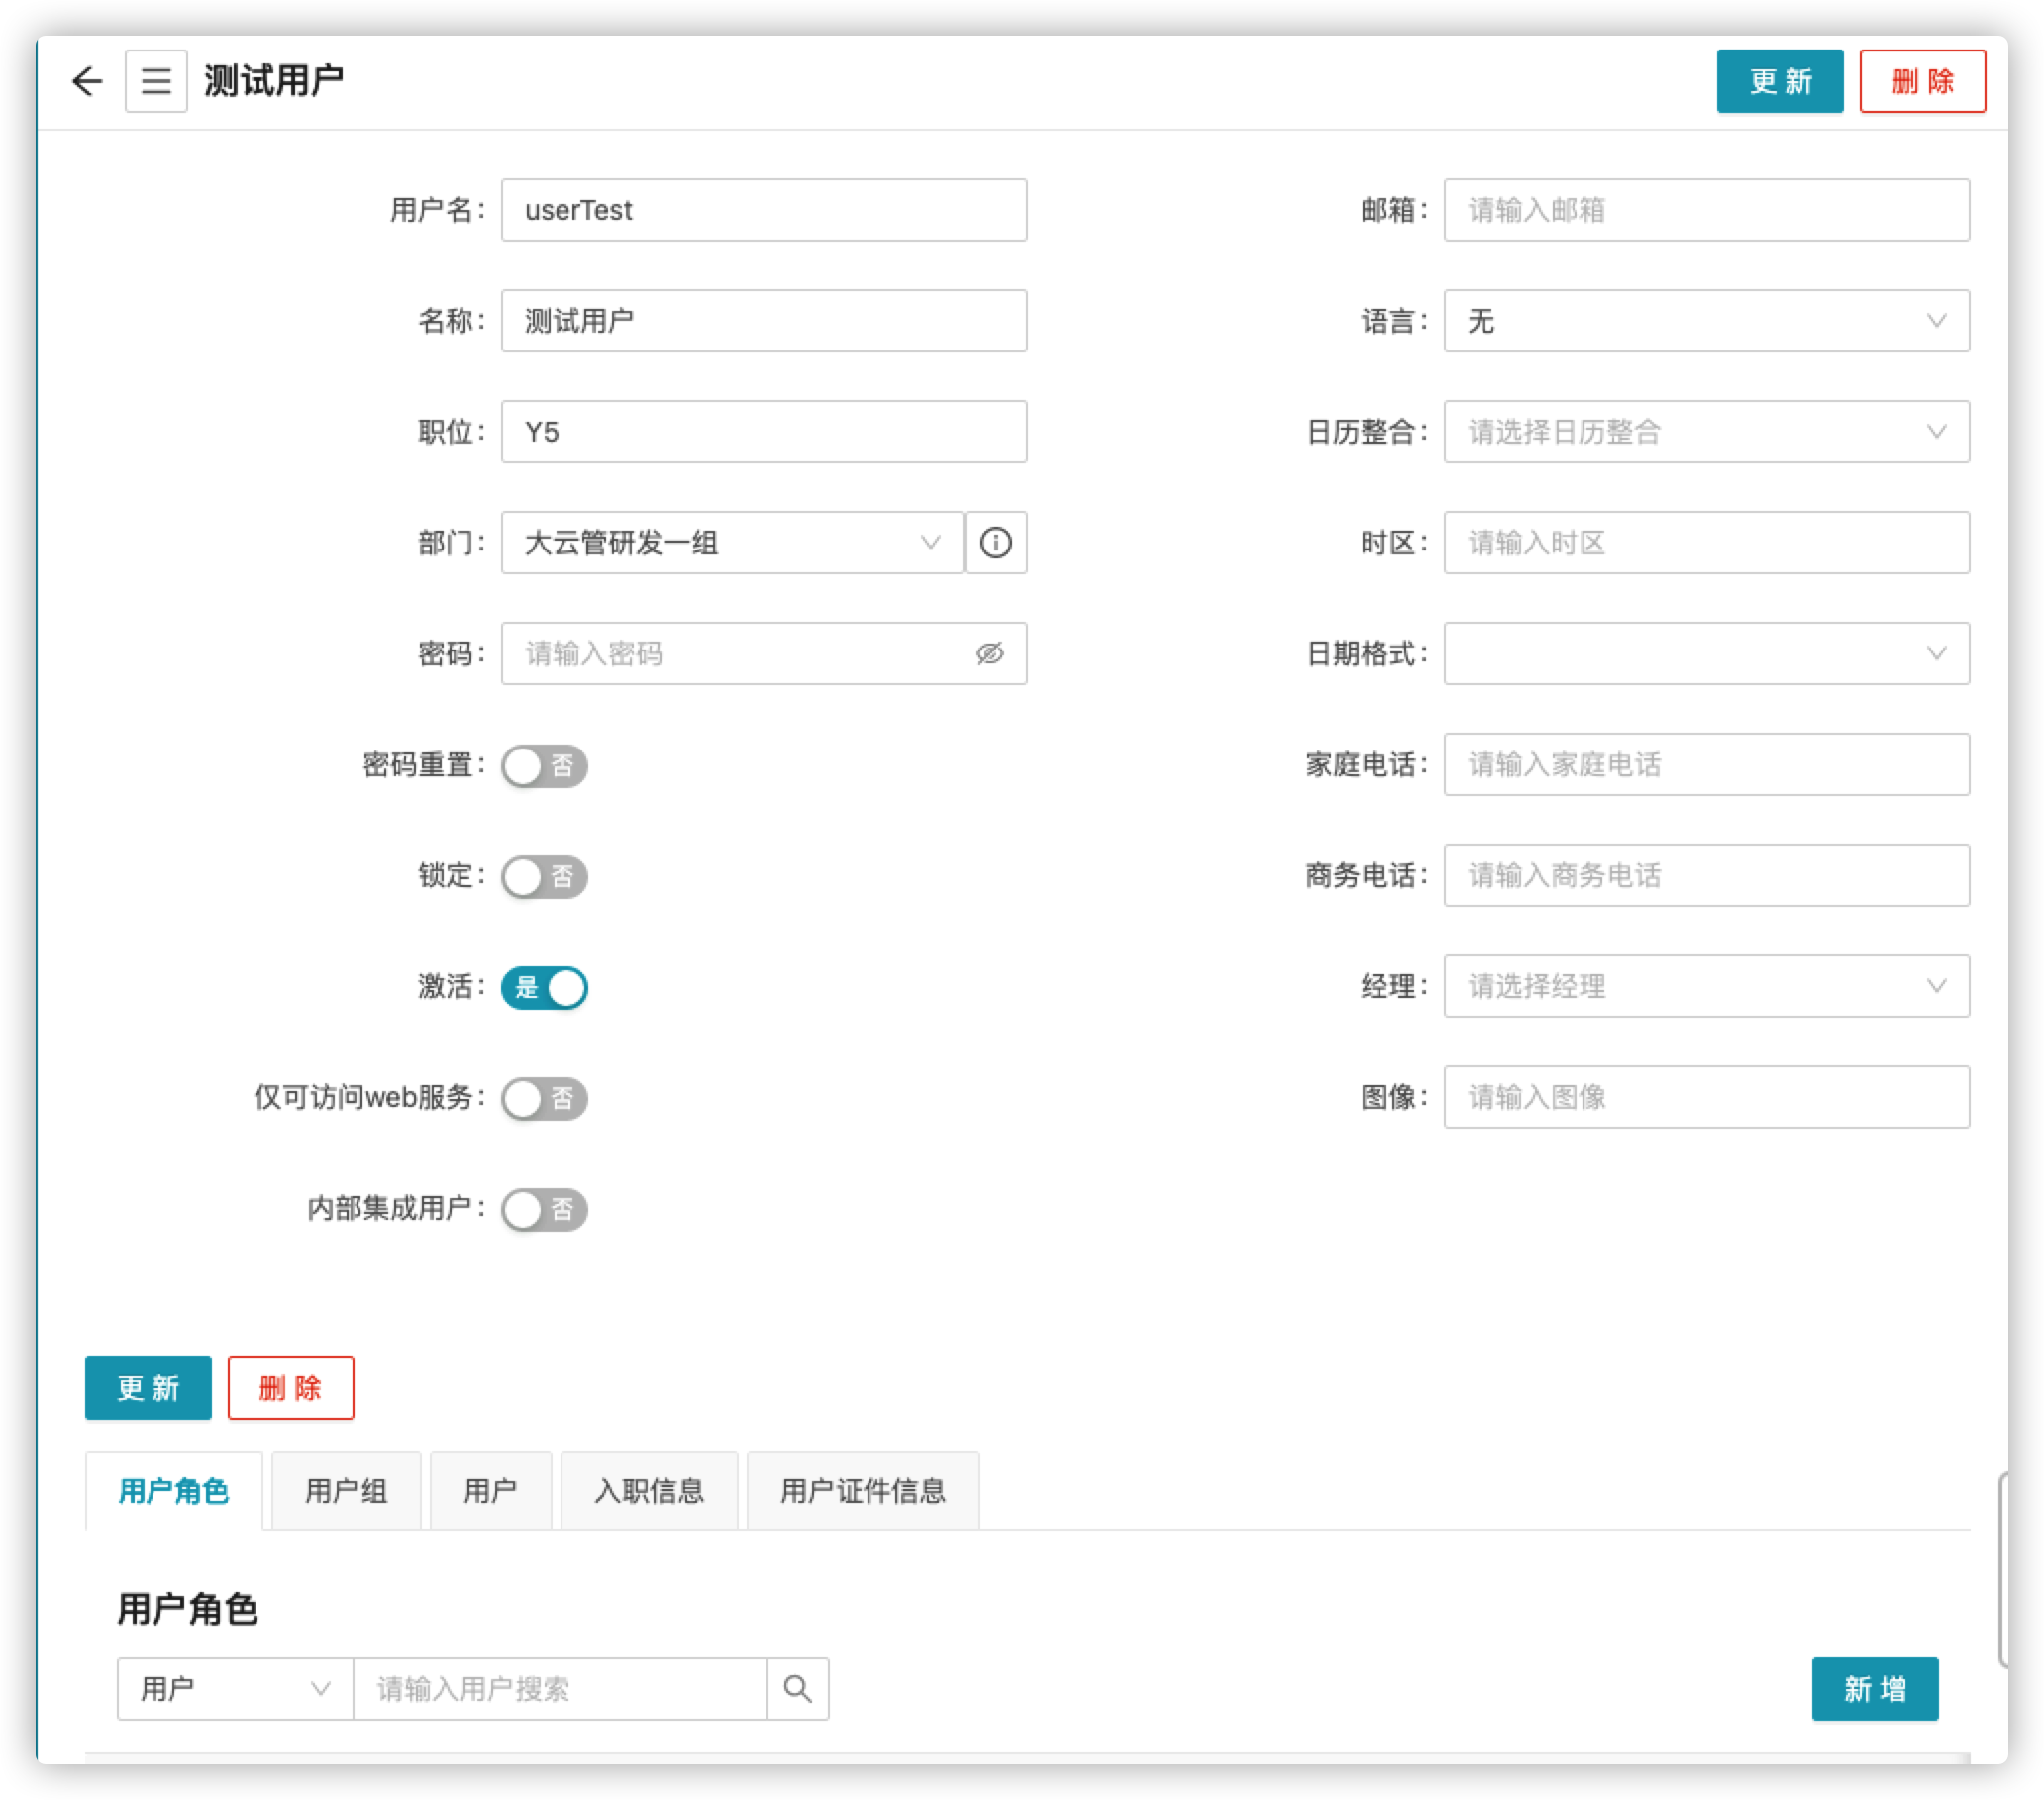 测试用户
更 新
删 除
用户名：
userTest
邮箱：
请输入邮箱
名称：
测试用户
语言：
无
职位：
Y5
日历整合：
请选择日历整合
部门：
大云管研发一组
时区：
请输入时区
密码：
请输入密码
日期格式：
密码重置：
否
家庭电话：
请输入家庭电话
锁定：
否
商务电话：
请输入商务电话
激活：
是
经理：
请选择经理
仅可访问web服务：
否
图像：
请输入图像
内部集成用户：
否
更 新
删 除
用户角色
用户组
用户
入职信息
用户证件信息
用户角色
用户
请输入用户搜索
新 增